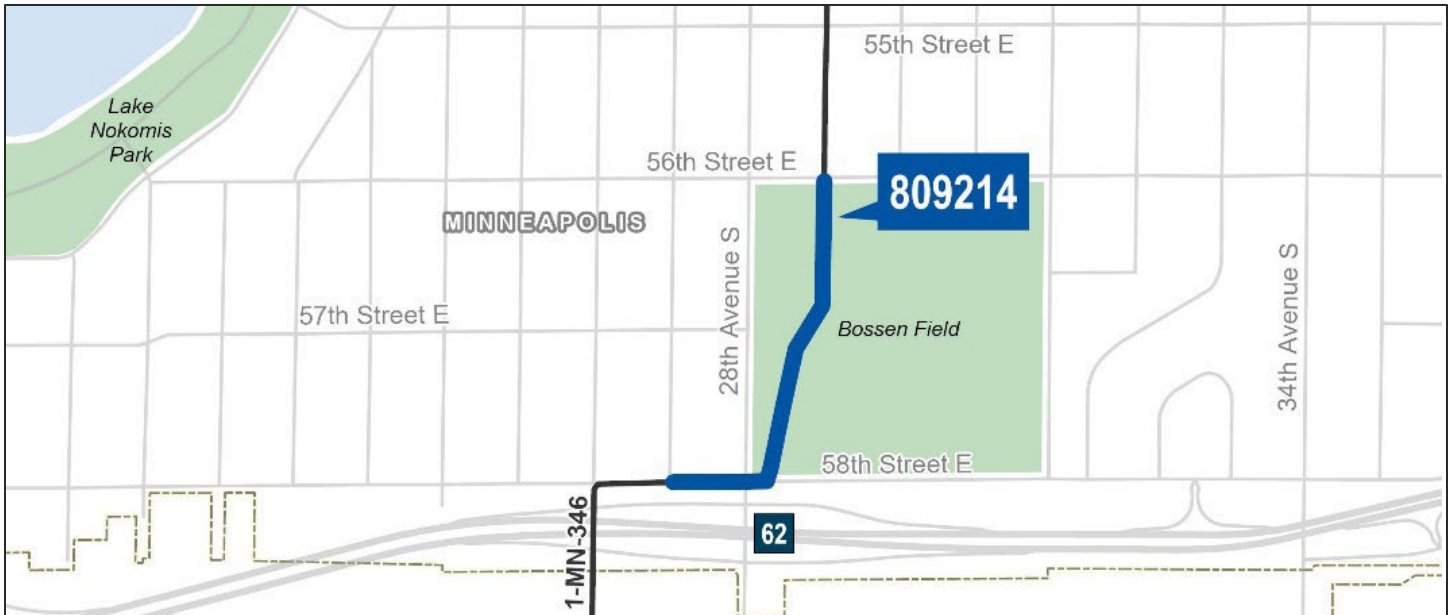 55th Street E
Lake
Nokomis
Park
56th Street E
809214
MINNEAPOLIS
28th Avenue S
34th Avenue S
57th Street E
Bossen Field
58th Street E
62
1-MN-346